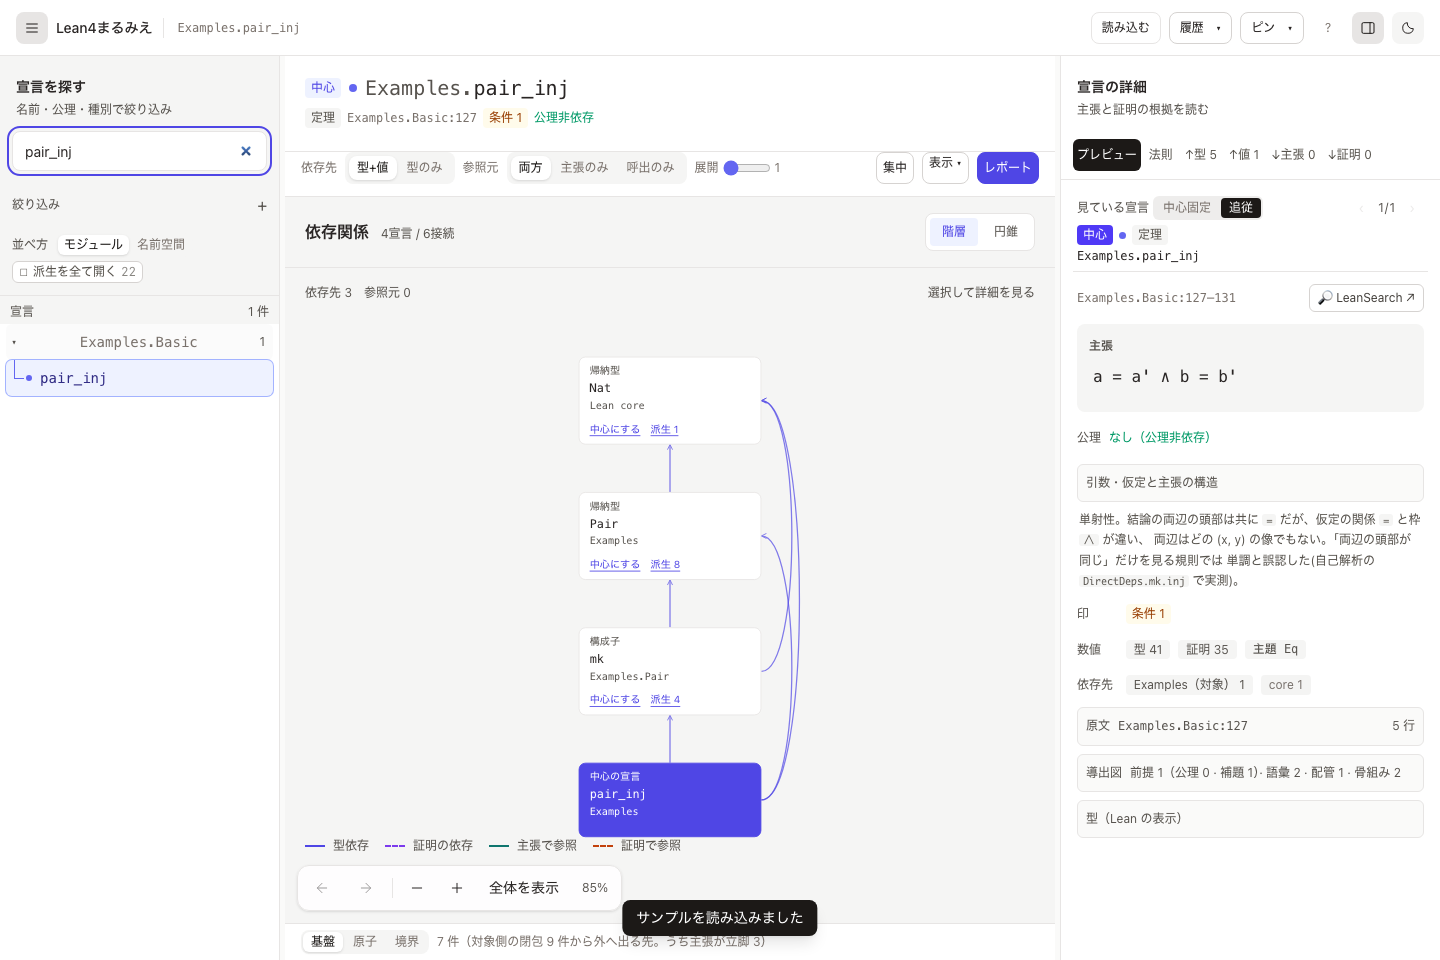 Lean4まるみえ Examples.pair_inj 読み込む 履歴 ▾ ピン ▾ ?
宣言を探す
名前・公理・種別で絞り込み
pair_inj ×
絞り込み +
並べ方 モジュール 名前空間
派生を全て開く 22
宣言 1 件
▾ Examples.Basic 1
pair_inj
中心 Examples.pair_inj
定理 Examples.Basic:127 条件 1 公理非依存
依存先 型+値 型のみ 参照元 両方 主張のみ 呼出のみ 展開 1 集中 表示 ▾ レポート
依存関係 4宣言 / 6接続 階層 円錐
依存先 3 参照元 0 選択して詳細を見る
帰納型
Nat
Lean core
中心にする 派生 1
帰納型
Pair
Examples
中心にする 派生 8
構成子
mk
Examples.Pair
中心にする 派生 4
中心の宣言
pair_inj
Examples
型依存 証明の依存 主張で参照 証明で参照
← → − + 全体を表示 85%
サンプルを読み込みました
基盤 原子 境界 7 件（対象側の閉包 9 件から外へ出る先。うち主張が立脚 3）
宣言の詳細
主張と証明の根拠を読む
プレビュー 法則 ↑型 5 ↑値 1 ↓主張 0 ↓証明 0
見ている宣言 中心固定 追従 ‹ 1/1 ›
中心 定理
Examples.pair_inj
Examples.Basic:127–131 🔎 LeanSearch ↗
主張
a = a' ∧ b = b'
公理 なし（公理非依存）
引数・仮定と主張の構造
単射性。結論の両辺の頭部は共に = だが、仮定の関係 = と枠
∧ が違い、 両辺はどの (x, y) の像でもない。「両辺の頭部が
同じ」だけを見る規則では 単調と誤認した(自己解析の
DirectDeps.mk.inj で実測)。
印 条件 1
数値 型 41 証明 35 主題 Eq
依存先 Examples（対象） 1 core 1
原文 Examples.Basic:127 5 行
導出図 前提 1（公理 0 · 補題 1）· 語彙 2 · 配管 1 · 骨組み 2
型（Lean の表示）